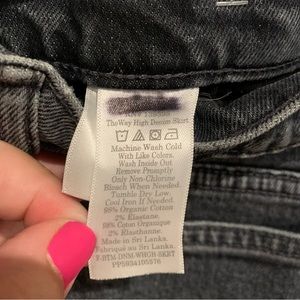 TheWay High Denim Skirt
Machine Wash Cold
With Like Colors.
Wash Inside Out
Remove Promptly
Only Non-Chlorine
Bleach When Needed.
Tumble Dry Low.
Cool Iron If Needed
98% Organic Cotton
2% Elastane.
98% Coton Organique
2% Elasthanne.
Made in Sri Lanka.
Fabriqué au Sri Lanka.